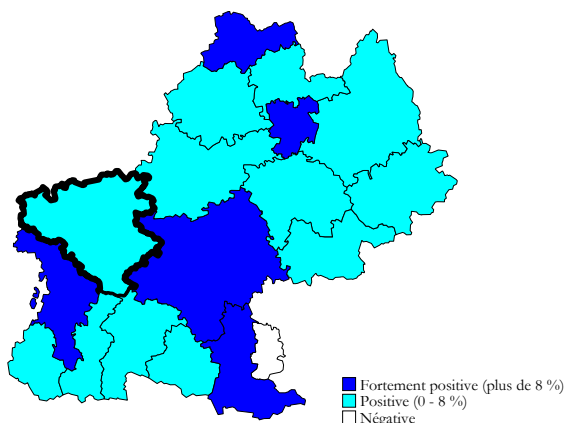 Fortement positive (plus de 8 %)
Positive (0 - 8 %)
Négative